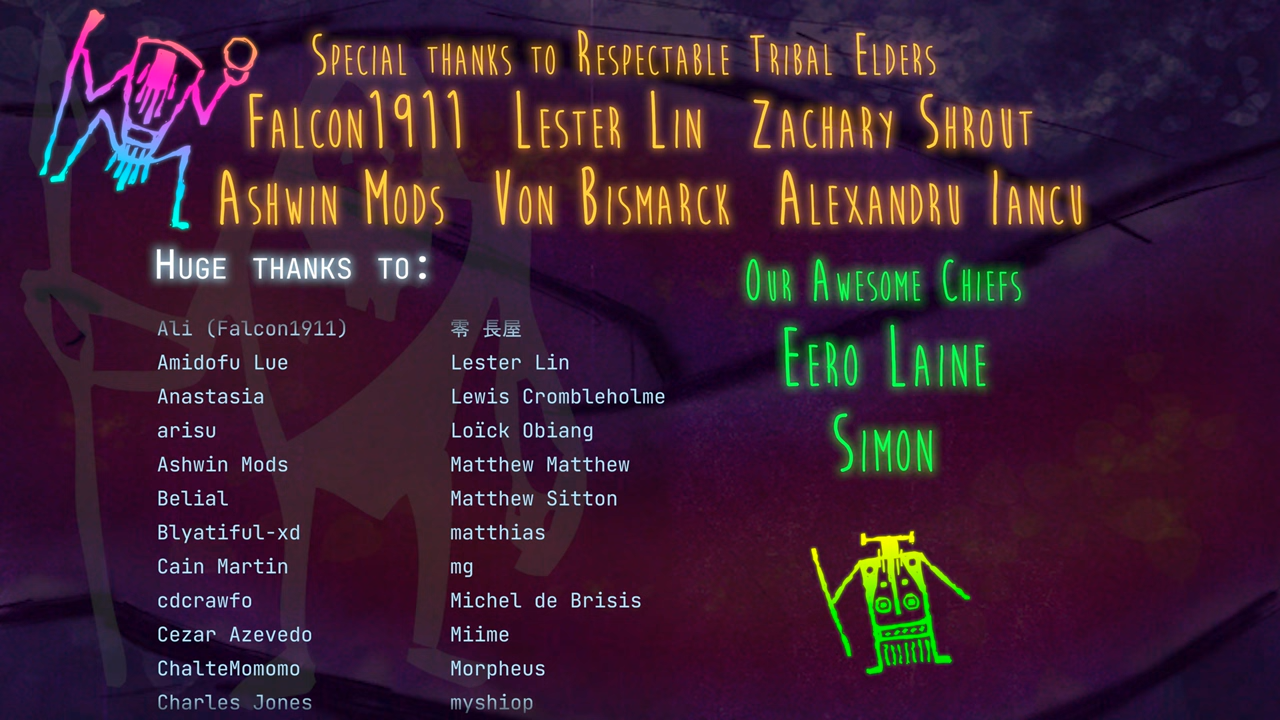 Special thanks to Respectable Tribal Elders
Falcon1911 Lester Lin Zachary Shrout
Ashwin Mods Von Bismarck Alexandru Iancu
Huge thanks to:
Ali (Falcon1911)
Amidofu Lue
Anastasia
arisu
Ashwin Mods
Belial
Blyatiful-xd
Cain Martin
cdcrawfo
Cezar Azevedo
ChalteMomomo
Charles Jones
零 長屋
Lester Lin
Lewis Crombleholme
Loïck Obiang
Matthew Matthew
Matthew Sitton
matthias
mg
Michel de Brisis
Miime
Morpheus
myshiop
Our Awesome Chiefs
Eero Laine
Simon